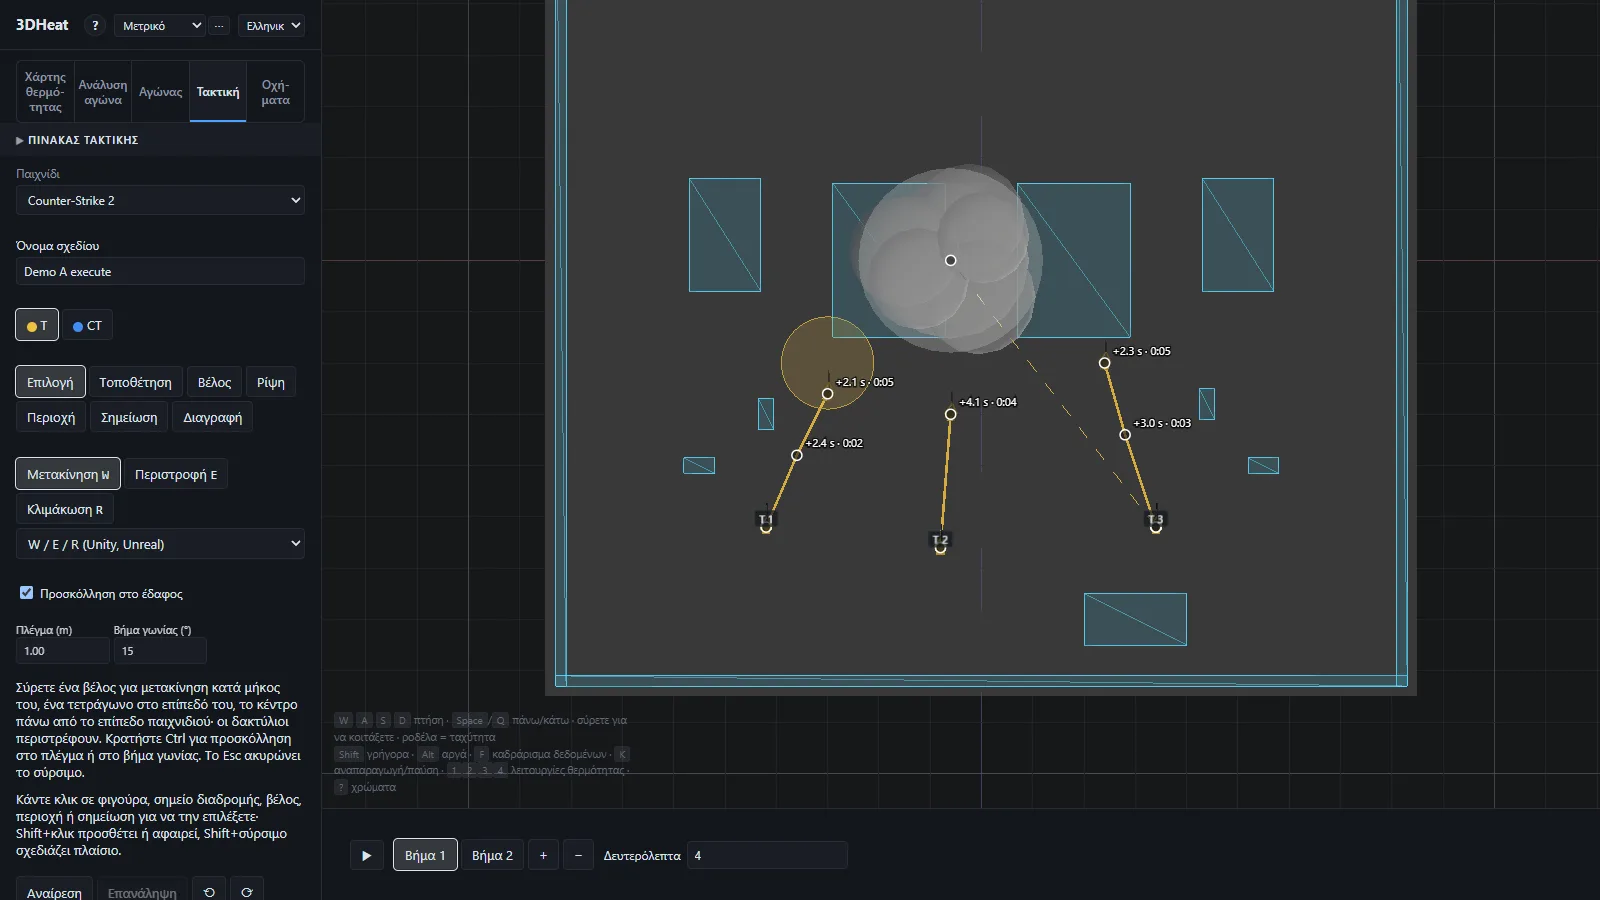 3DHeat ? Μετρικό ... Ελληνικ
Χάρτης θερμό-τητας
Ανάλυση αγώνα
Αγώνας
Τακτική
Οχή-ματα
▶ ΠΙΝΑΚΑΣ ΤΑΚΤΙΚΗΣ
Παιχνίδι
Counter-Strike 2
Όνομα σχεδίου
Demo A execute
T CT
Επιλογή Τοποθέτηση Βέλος Ρίψη
Περιοχή Σημείωση Διαγραφή
Μετακίνηση W Περιστροφή E
Κλιμάκωση R
W / E / R (Unity, Unreal)
Προσκόλληση στο έδαφος
Πλέγμα (m) Βήμα γωνίας (°)
1.00 15
Σύρετε ένα βέλος για μετακίνηση κατά μήκος
του, ένα τετράγωνο στο επίπεδό του, το κέντρο
πάνω από το επίπεδο παιχνιδιού· οι δακτύλιοι
περιστρέφουν. Κρατήστε Ctrl για προσκόλληση
στο πλέγμα ή στο βήμα γωνίας. Το Esc ακυρώνει
το σύρσιμο.
Κάντε κλικ σε φιγούρα, σημείο διαδρομής, βέλος,
περιοχή ή σημείωση για να την επιλέξετε·
Shift+κλικ προσθέτει ή αφαιρεί, Shift+σύρσιμο
σχεδιάζει πλαίσιο.
Αναίρεση Επανάληψη
+2.3 s · 0:05
+2.1 s · 0:05
+4.1 s · 0:04
+3.0 s · 0:03
+2.4 s · 0:02
T1
T2
T3
W A S D πτήση · Space / Q πάνω/κάτω · σύρετε για
να κοιτάξετε · ροδέλα = ταχύτητα
Shift γρήγορα · Alt αργά · F καδράρισμα δεδομένων · K
αναπαραγωγή/παύση · 1 2 3 4 λειτουργίες θερμότητας ·
? χρώματα
▶ Βήμα 1 Βήμα 2 + − Δευτερόλεπτα 4